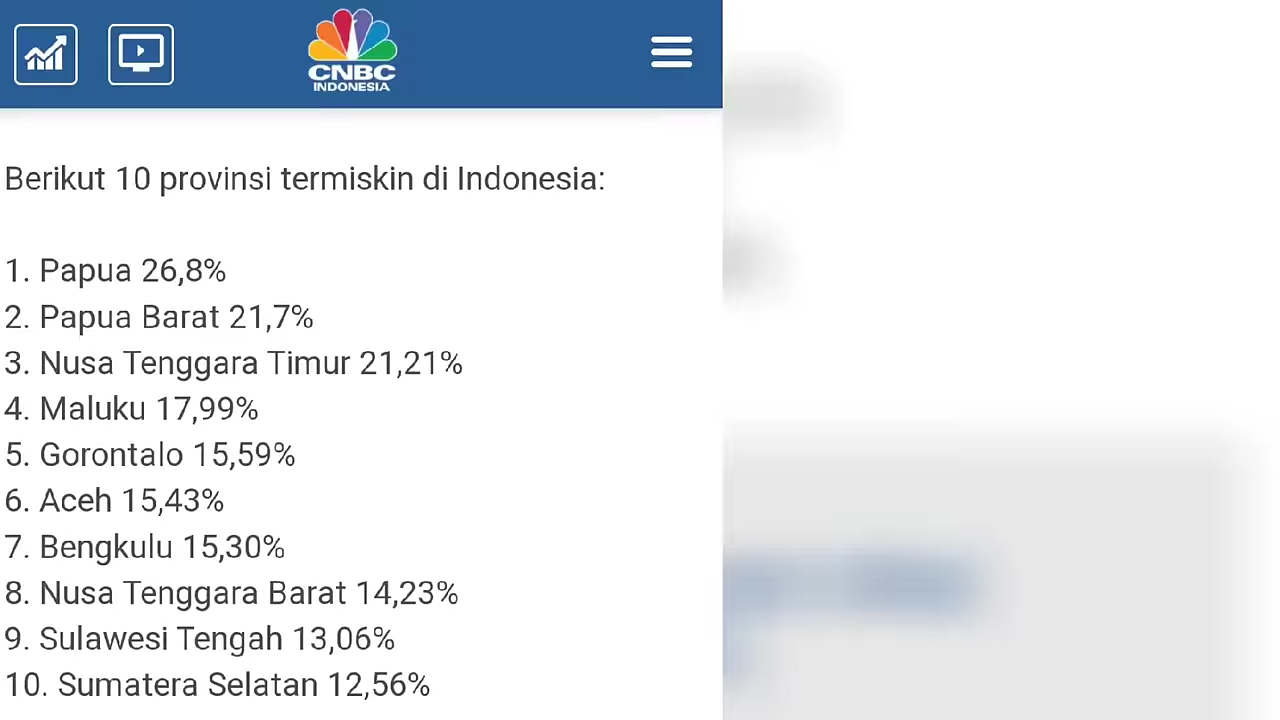 CNBC
INDONESIA
Berikut 10 provinsi termiskin di Indonesia:
1. Papua 26,8%
2. Papua Barat 21,7%
3. Nusa Tenggara Timur 21,21%
4. Maluku 17,99%
5. Gorontalo 15,59%
6. Aceh 15,43%
7. Bengkulu 15,30%
8. Nusa Tenggara Barat 14,23%
9. Sulawesi Tengah 13,06%
10. Sumatera Selatan 12,56%